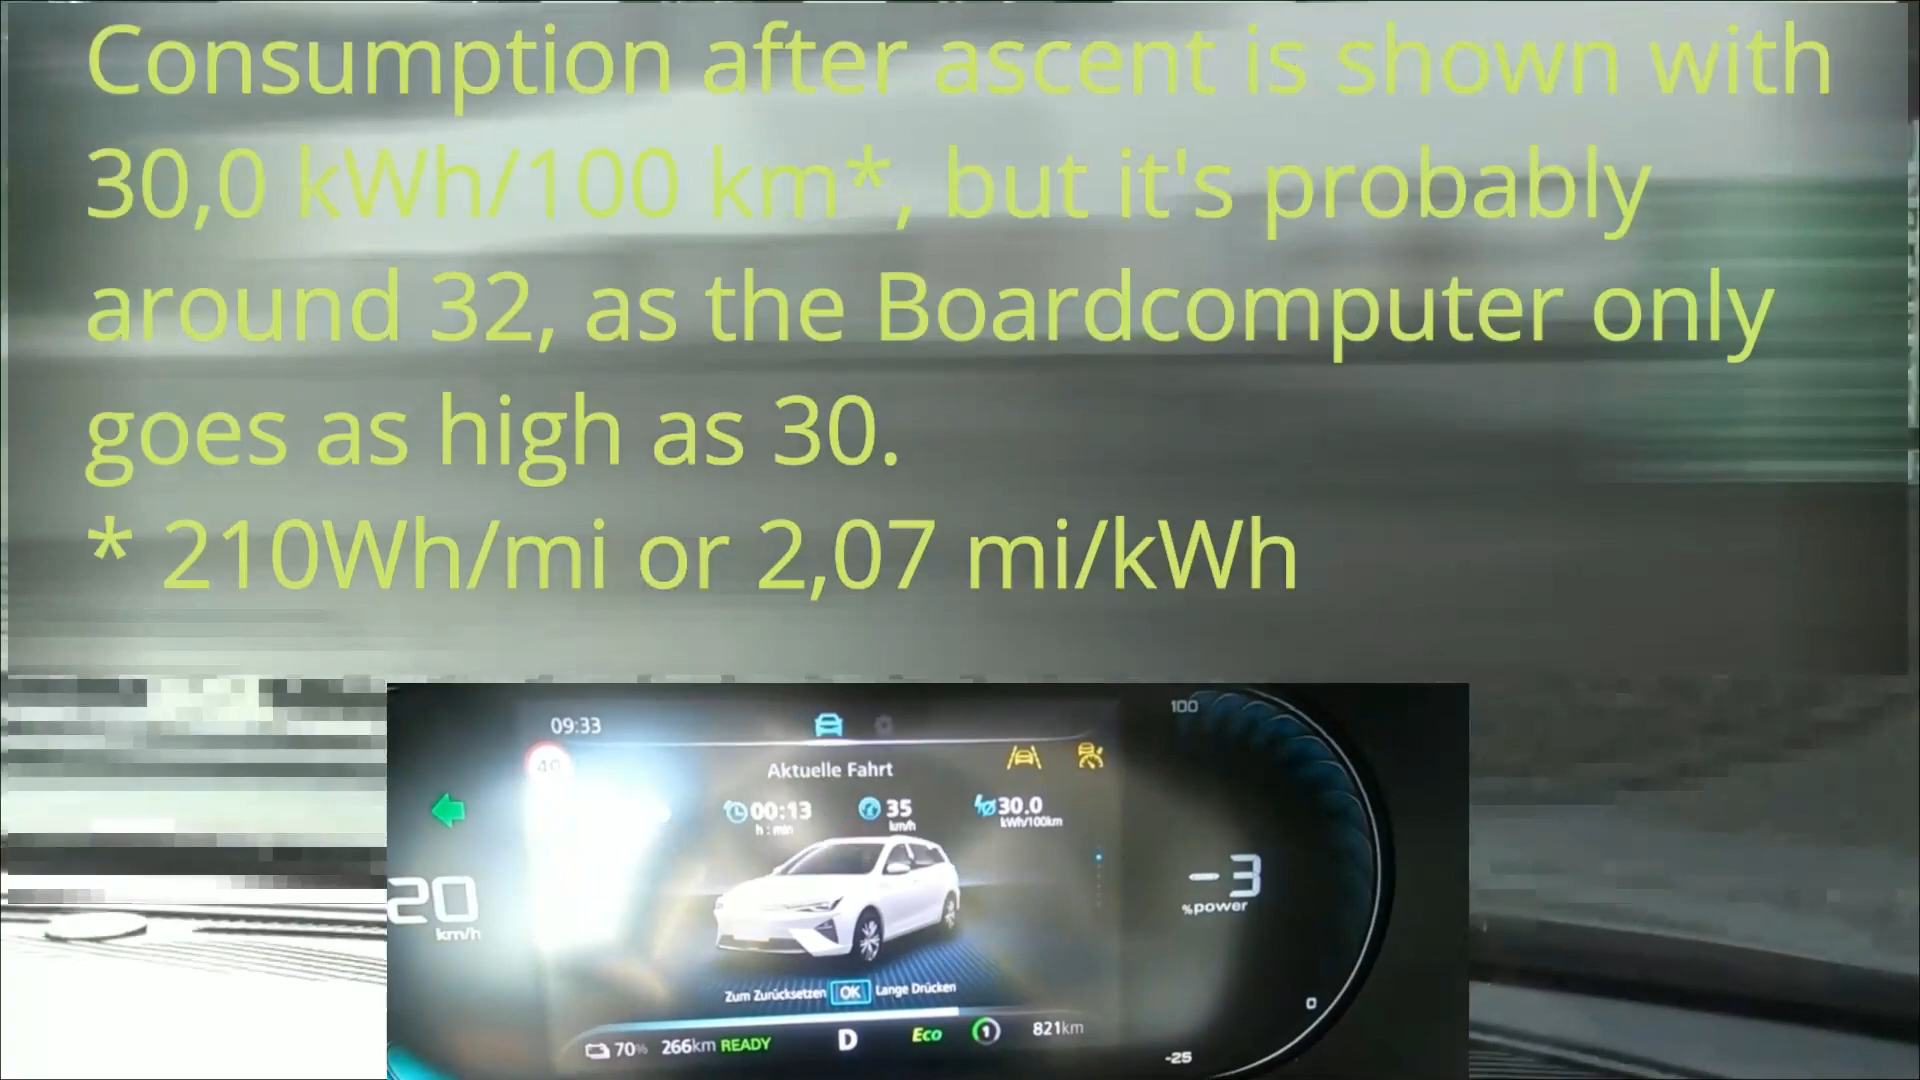 Consumption after ascent is shown with
30,0 kWh/100 km*, but it's probably
around 32, as the Boardcomputer only
goes as high as 30.
* 210Wh/mi or 2,07 mi/kWh
09:33
100
40
Aktuelle Fahrt
00:13
h : min
35
km/h
30.0
kWh/100km
20
km/h
-3
%power
Zum Zurücksetzen OK Lange Drücken
0
70% 266km READY D Eco 1 821km
-25